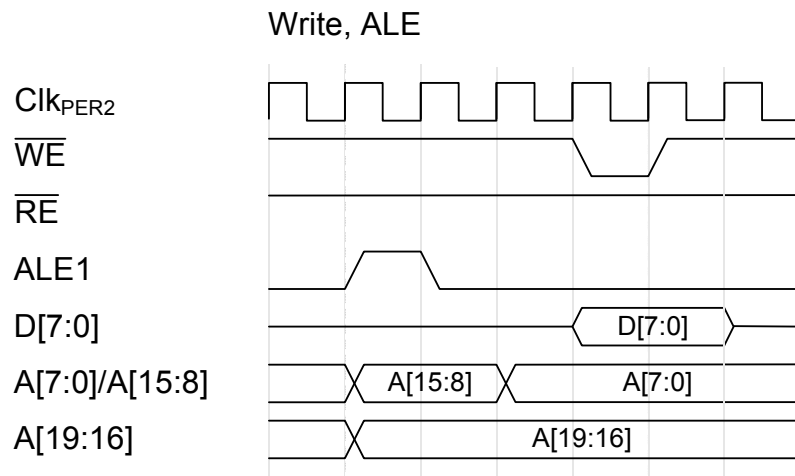 Write, ALE
ClkPER2
WE
RE
ALE1
D[7:0] D[7:0]
A[7:0]/A[15:8] A[15:8] A[7:0]
A[19:16] A[19:16]